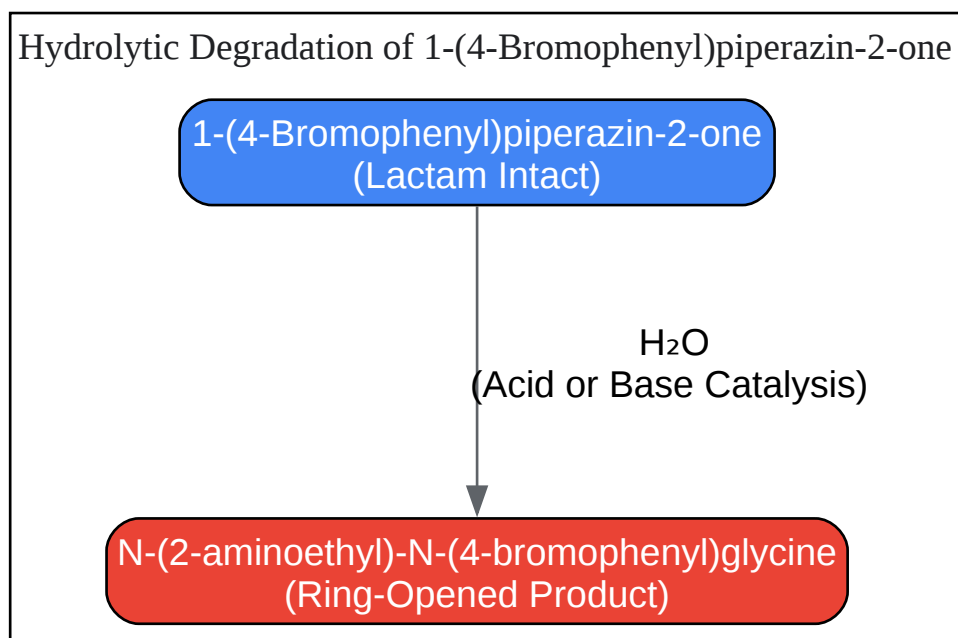 Hydrolytic Degradation of 1-(4-Bromophenyl)piperazin-2-one
1-(4-Bromophenyl)piperazin-2-one
(Lactam Intact)
H₂O
(Acid or Base Catalysis)
N-(2-aminoethyl)-N-(4-bromophenyl)glycine
(Ring-Opened Product)